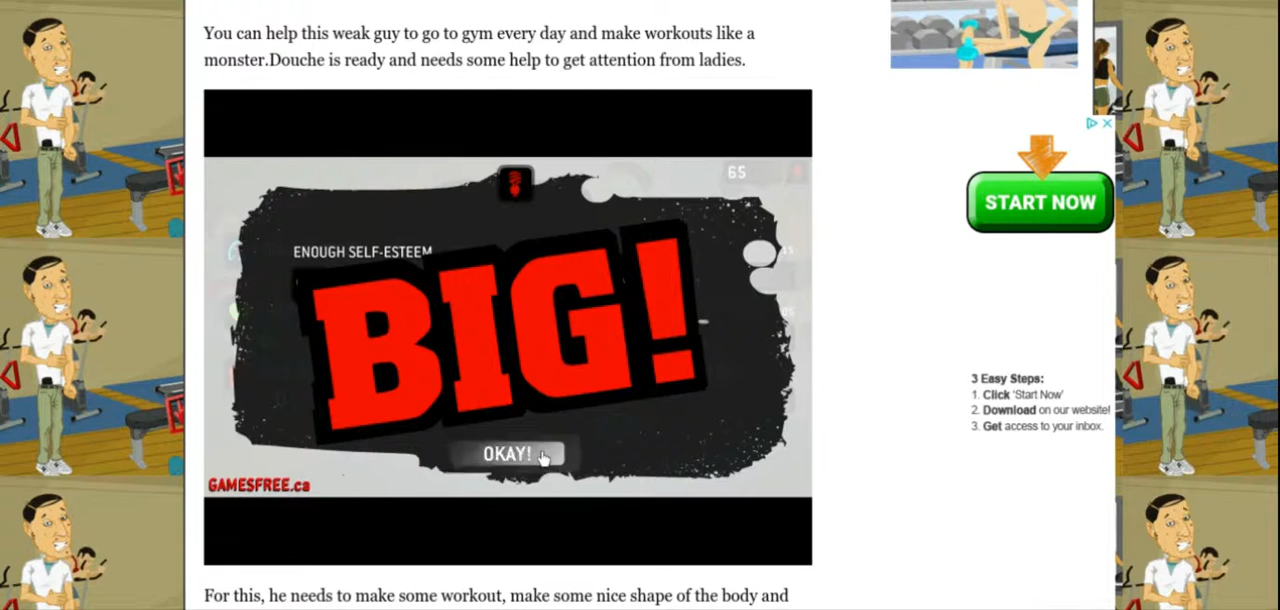 You can help this weak guy to go to gym every day and make workouts like a
monster.Douche is ready and needs some help to get attention from ladies.
65
ENOUGH SELF-ESTEEM
BIG!
OKAY!
GAMESFREE.ca
For this, he needs to make some workout, make some nice shape of the body and
START NOW
3 Easy Steps:
1. Click 'Start Now'
2. Download on our website!
3. Get access to your inbox.